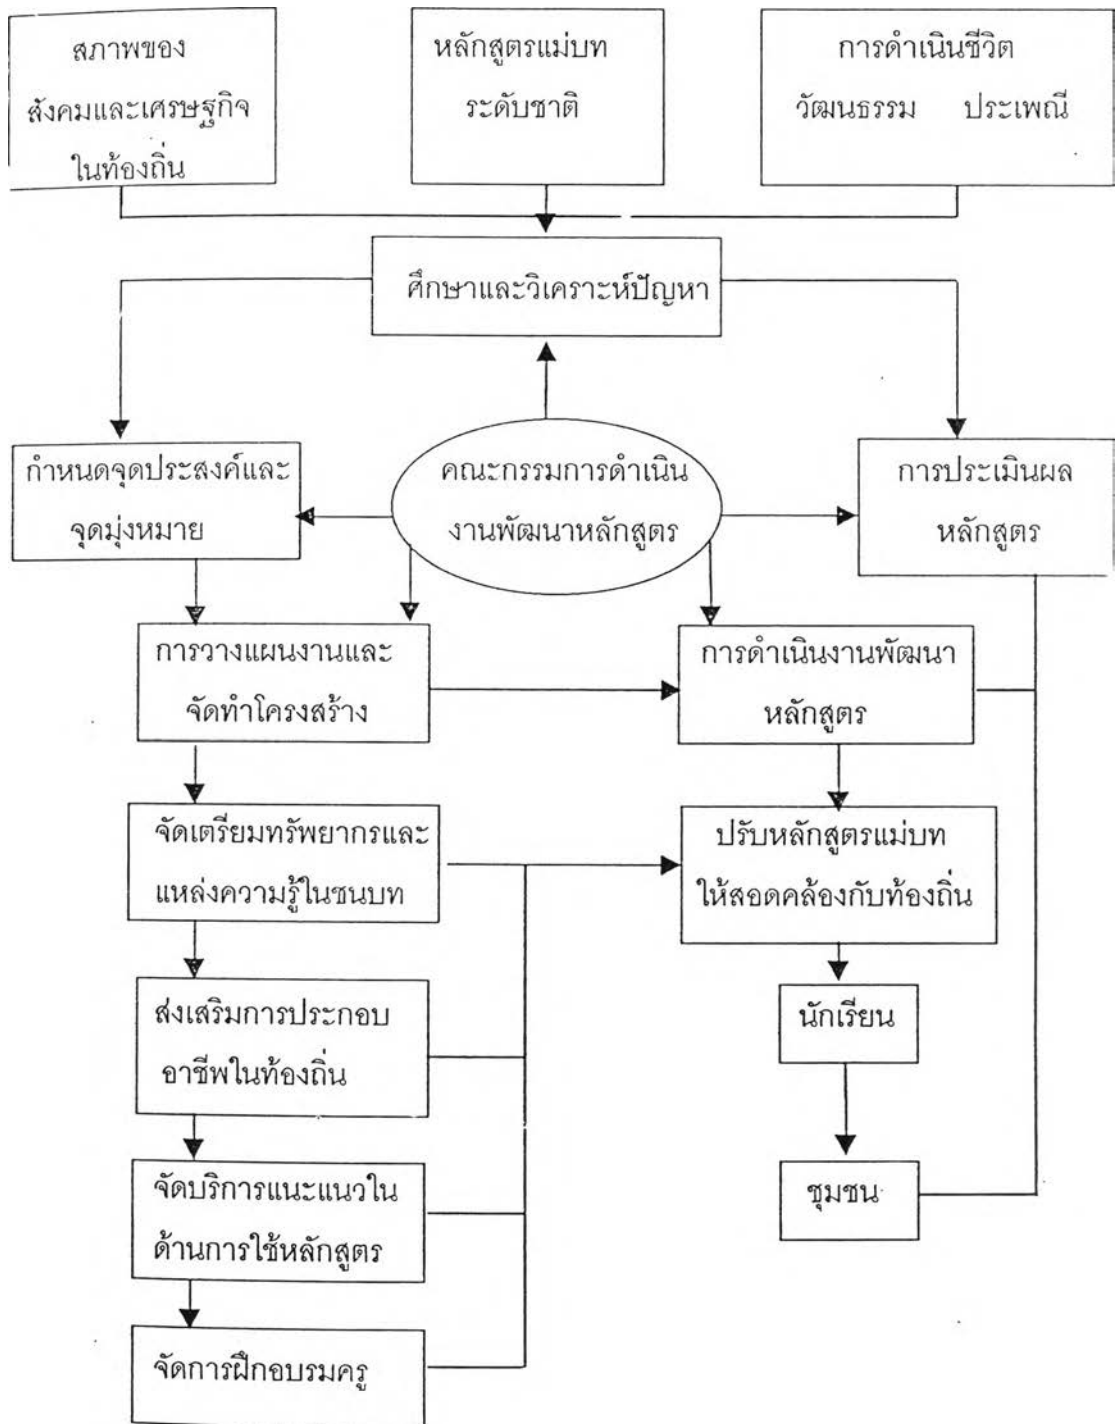 สภาพของ
สังคมและเศรษฐกิจ
ในท้องถิ่น
หลักสูตรแม่บท
ระดับชาติ
การดำเนินชีวิต
วัฒนธรรม ประเพณี
ศึกษาและวิเคราะห์ปัญหา
กำหนดจุดประสงค์และ
จุดมุ่งหมาย
คณะกรรมการดำเนิน
งานพัฒนาหลักสูตร
การประเมินผล
หลักสูตร
การวางแผนงานและ
จัดทำโครงสร้าง
การดำเนินงานพัฒนา
หลักสูตร
จัดเตรียมทรัพยากรและ
แหล่งความรู้ในชนบท
ปรับหลักสูตรแม่บท
ให้สอดคล้องกับท้องถิ่น
ส่งเสริมการประกอบ
อาชีพในท้องถิ่น
นักเรียน
จัดบริการแนะแนวใน
ด้านการใช้หลักสูตร
ชุมชน
จัดการฝึกอบรมครู